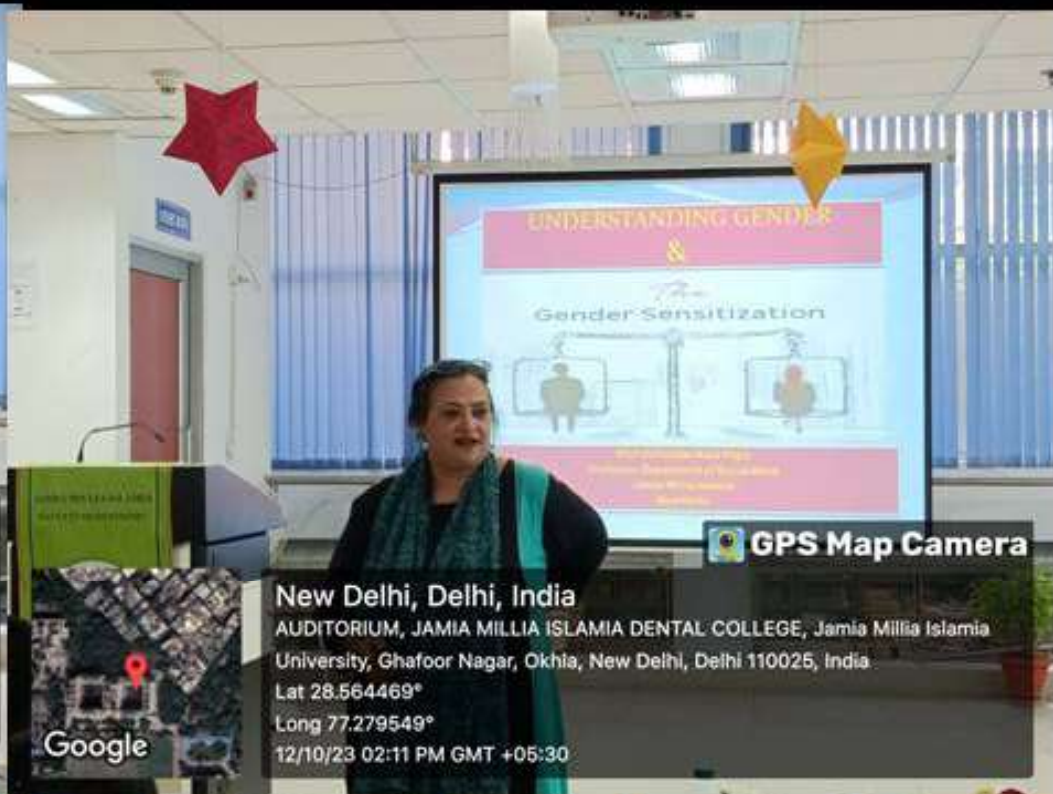 UNDERSTANDING GENDER
&
The
Gender Sensitization
GPS Map Camera
New Delhi, Delhi, India
AUDITORIUM, JAMIA MILLIA ISLAMIA DENTAL COLLEGE, Jamia Millia Islamia
University, Ghafoor Nagar, Okhla, New Delhi, Delhi 110025, India
Lat 28.564469°
Long 77.279549°
12/10/23 02:11 PM GMT +05:30
Google